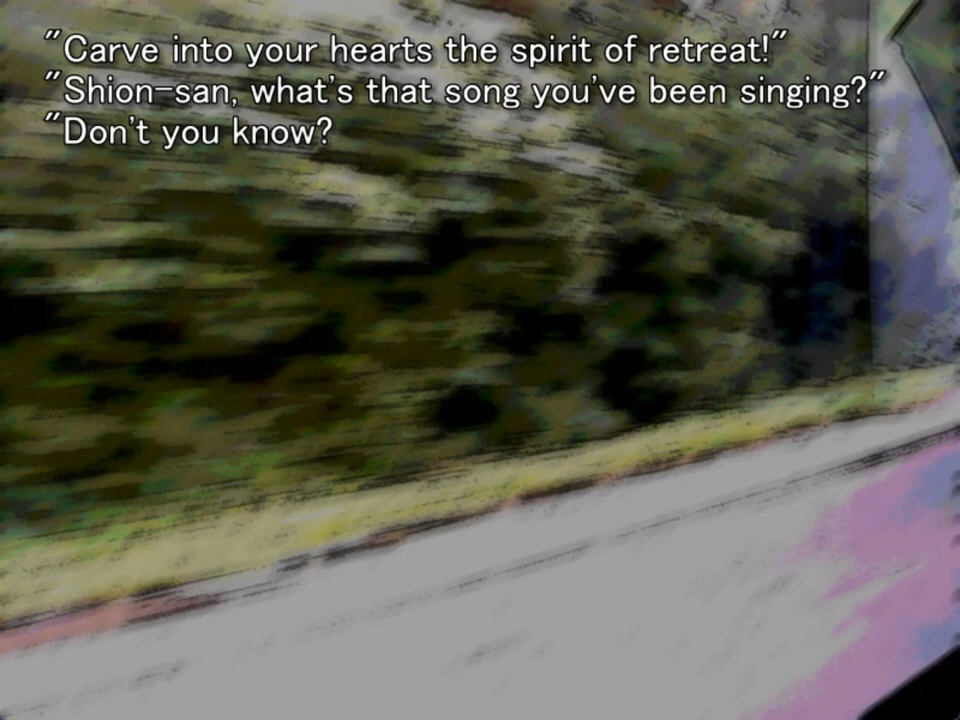 "Carve into your hearts the spirit of retreat!"
"Shion-san, what's that song you've been singing?"
"Don't you know?